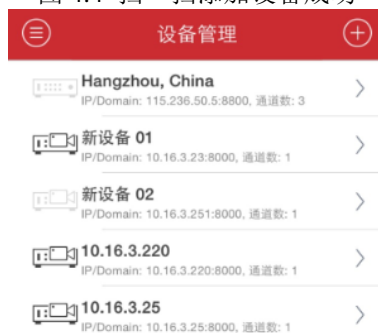 设备管理
Hangzhou, China
IP/Domain: 115.236.50.5:8800, 通道数: 3
新设备 01
IP/Domain: 10.16.3.23:8000, 通道数: 1
新设备 02
IP/Domain: 10.16.3.251:8000, 通道数: 1
10.16.3.220
IP/Domain: 10.16.3.220:8000, 通道数: 1
10.16.3.25
IP/Domain: 10.16.3.25:8000, 通道数: 1